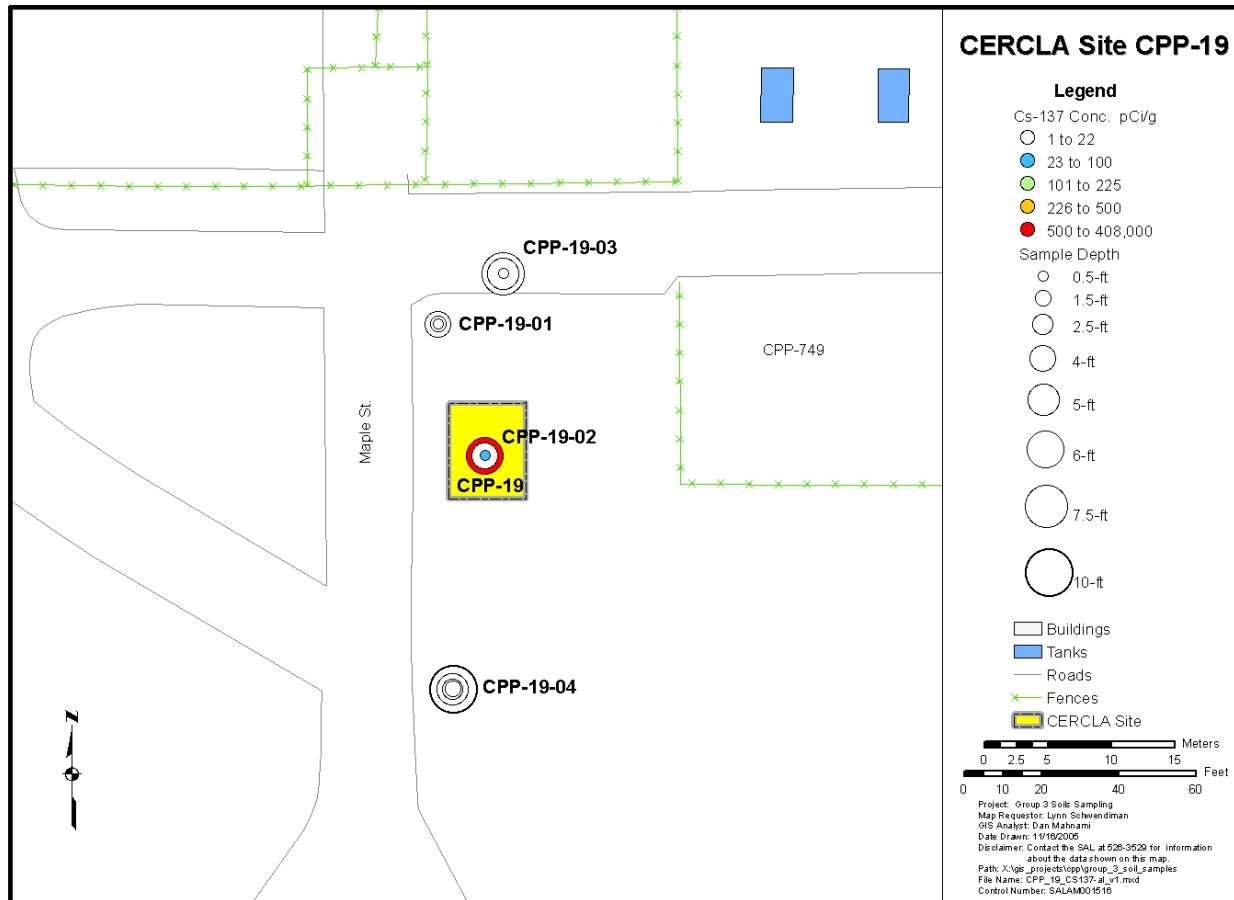 CERCLA Site CPP-19
Legend
Cs-137 Conc. pCi/g
1 to 22
23 to 100
101 to 225
226 to 500
500 to 408,000
Sample Depth
0.5-ft
1.5-ft
2.5-ft
4-ft
5-ft
6-ft
7.5-ft
10-ft
Buildings
Tanks
Roads
Fences
CERCLA Site
Meters
0 2.5 5 10 15
Feet
0 10 20 40 60
Project: Group 3 Soils Sampling
Map Requestor: Lynn Schwendiman
GIS Analyst: Dan Mahnami
Date Drawn: 11/16/2005
Disclaimer: Contact the SAL at 526-3529 for information
about the data shown on this map.
Path: X:\gis_projects\cpp\group_3_soil_samples
File Name: CPP_19_CS137-al_v1.mxd
Control Number: SALAM001516
CPP-19-03
CPP-19-01
CPP-749
Maple St.
CPP-19-02
CPP-19
CPP-19-04
N